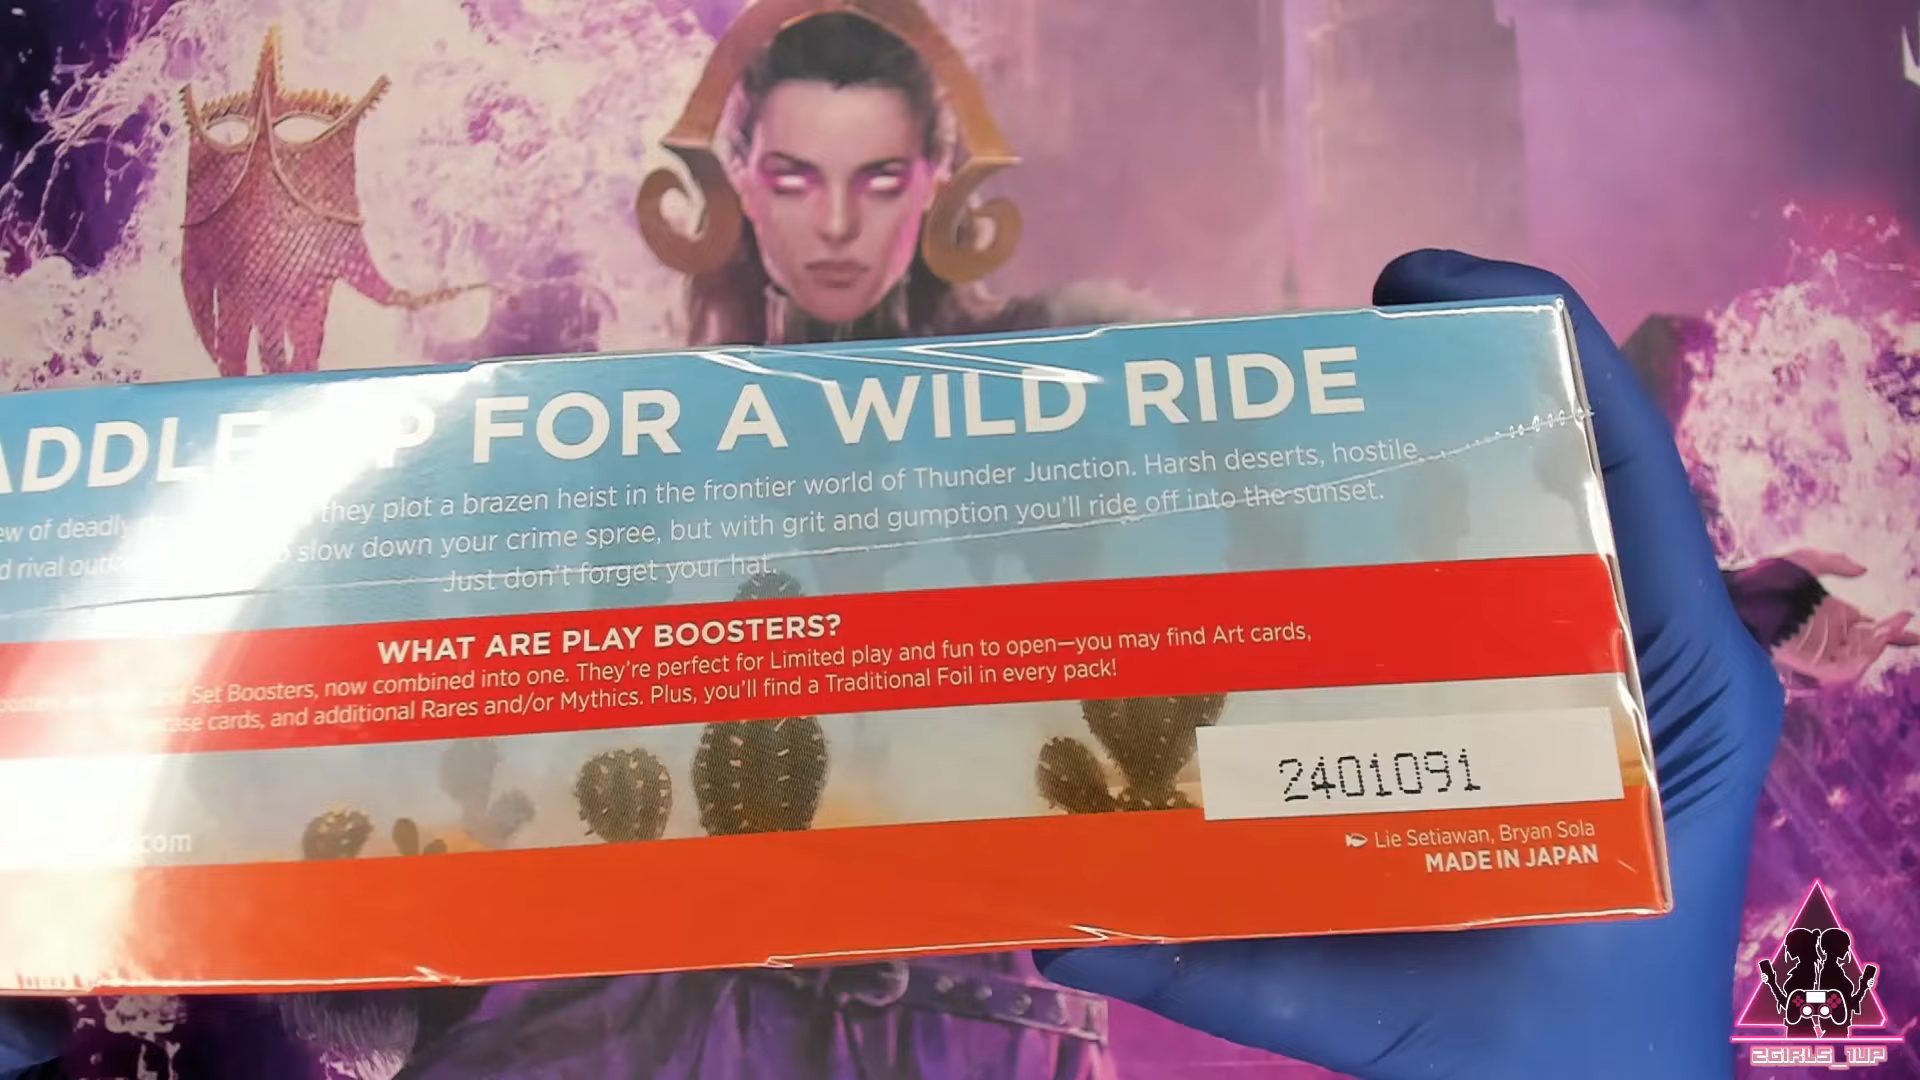 ADDLE UP FOR A WILD RIDE
ew of deadly they plot a brazen heist in the frontier world of Thunder Junction. Harsh deserts, hostile
d rival slow down your crime spree, but with grit and gumption you'll ride off into the sunset.
Just don't forget your hat.
WHAT ARE PLAY BOOSTERS?
Set Boosters, now combined into one. They're perfect for Limited play and fun to open—you may find Art cards,
case cards, and additional Rares and/or Mythics. Plus, you'll find a Traditional Foil in every pack!
2401091
.com
Lie Setiawan, Bryan Sola
MADE IN JAPAN
2GIRLS_1UP